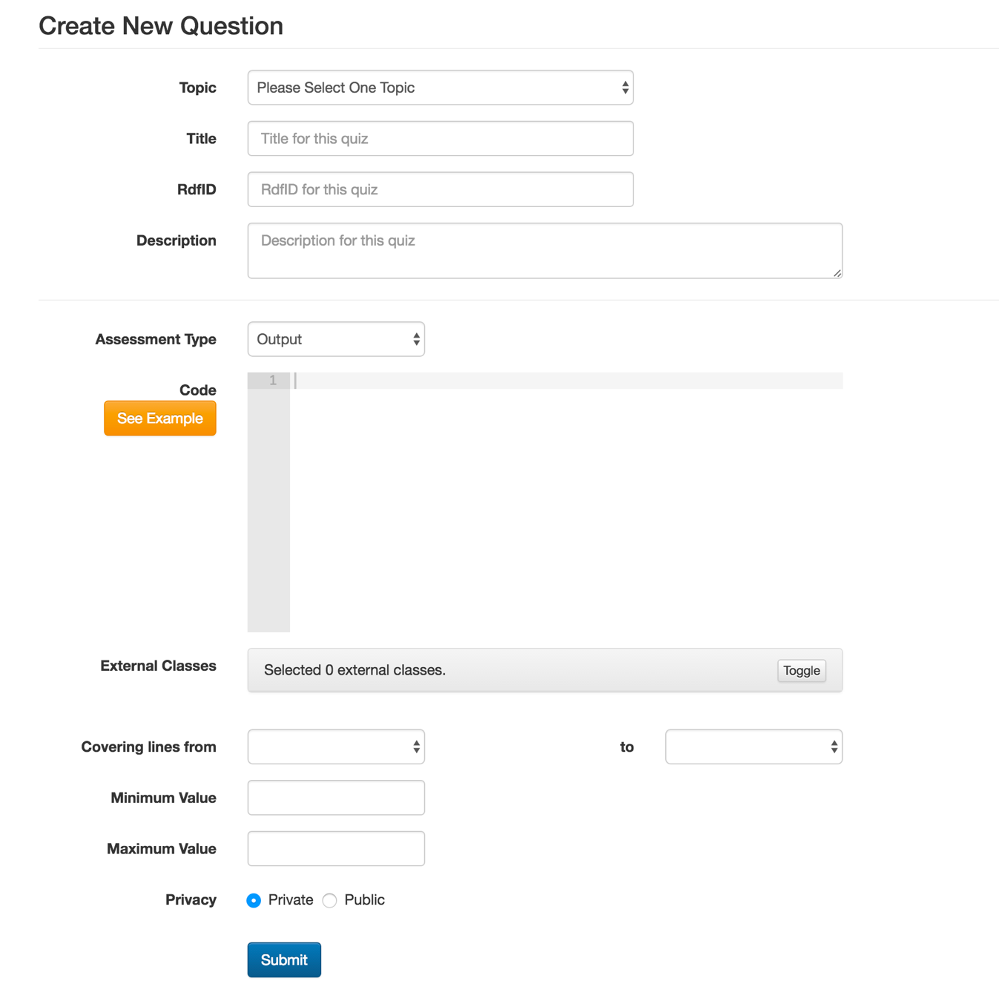 Create New Question
Topic Please Select One Topic
Title Title for this quiz
RdfID RdfID for this quiz
Description Description for this quiz
Assessment Type Output
Code 1
See Example
External Classes Selected 0 external classes. Toggle
Covering lines from to
Minimum Value
Maximum Value
Privacy Private Public
Submit